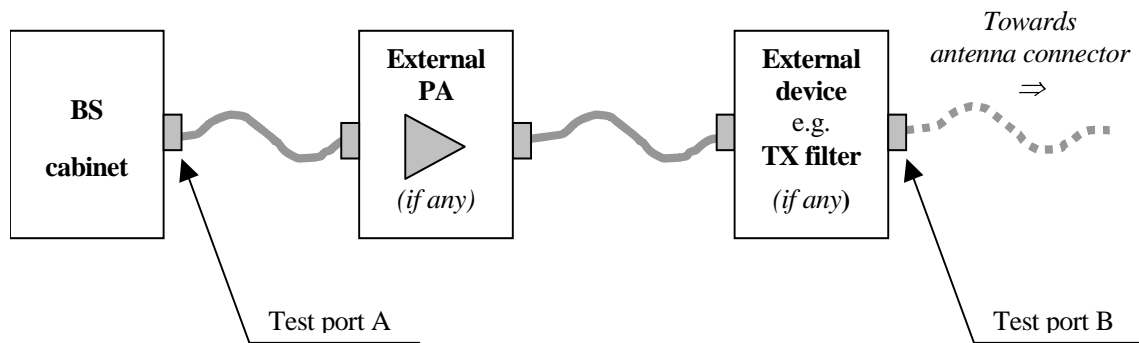 BS
cabinet
External
PA
(if any)
External
device
e.g.
TX filter
(if any)
Towards
antenna connector
⇒
Test port A
Test port B